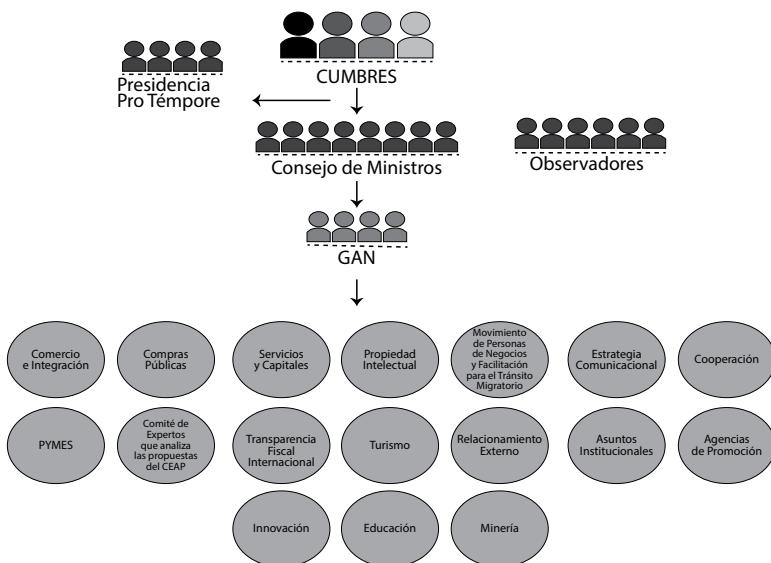 CUMBRES
Presidencia
Pro Témpore
Consejo de Ministros
Observadores
GAN
Comercio
e Integración
Compras
Públicas
Servicios
y Capitales
Propiedad
Intelectual
Movimiento
de Personas
de Negocios
y Facilitación
para el Tránsito
Migratorio
Estrategia
Comunicacional
Cooperación
PYMES
Comité de
Expertos
que analiza
las propuestas
del CEAP
Transparencia
Fiscal
Internacional
Turismo
Relacionamiento
Externo
Asuntos
Institucionales
Agencias
de Promoción
Innovación
Educación
Minería